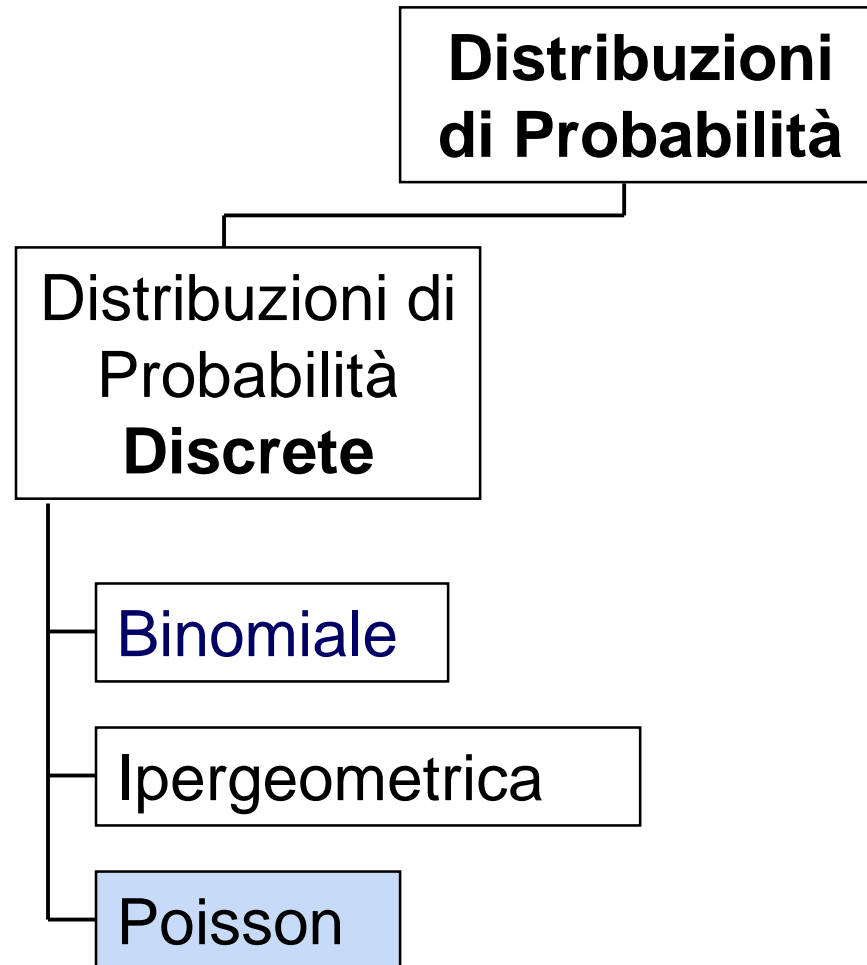 Distribuzioni
di Probabilità
Distribuzioni di
Probabilità
Discrete
Binomiale
Ipergeometrica
Poisson